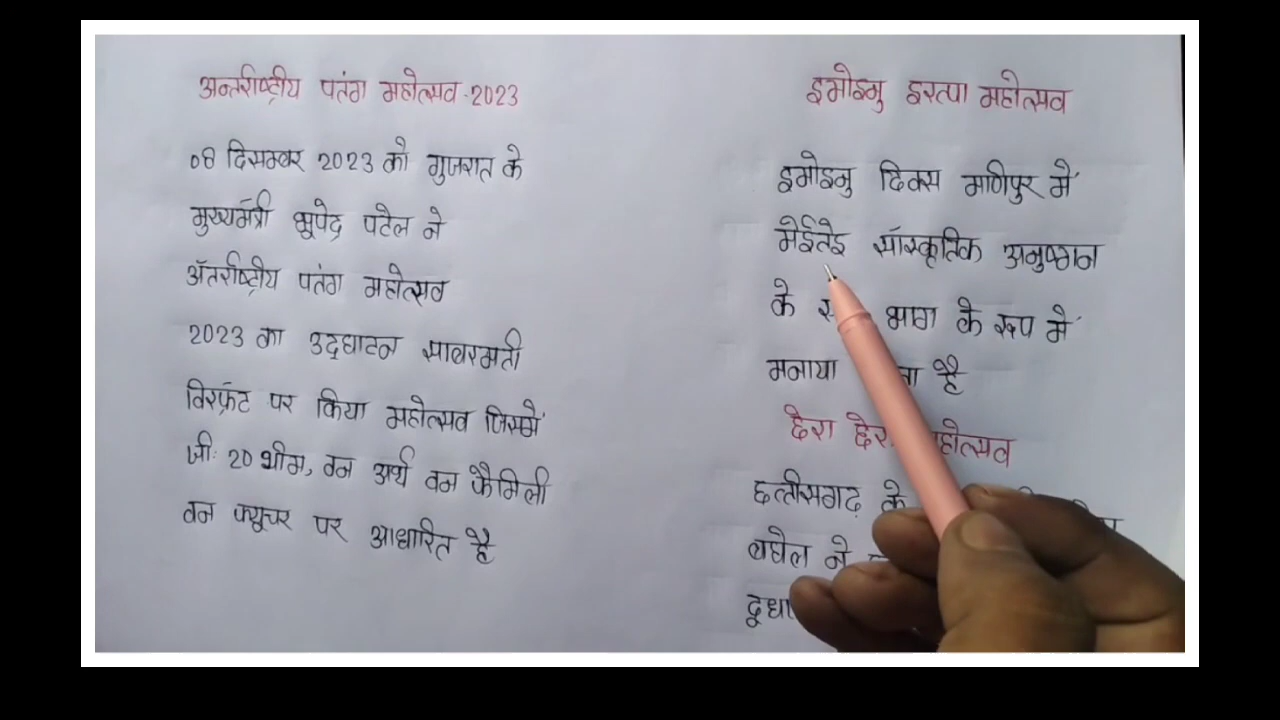 अन्तर्राष्ट्रीय पतंग महोत्सव-2023
08 दिसम्बर 2023 को गुजरात के
मुख्यमंत्री भूपेंद्र पटेल ने
अंतर्राष्ट्रीय पतंग महोत्सव
2023 का उद्घाटन साबरमती
विरफ्रंट पर किया महोत्सव जिसमें
जी: 20 थीम, वन अर्थ वन फैमिली
वन फ्यूचर पर आधारित है
इमोइनु इरत्पा महोत्सव
इमोइनु दिवस मणिपुर में
मेईतेइ सांस्कृतिक अनुष्ठान
के भाग के रूप में
मनाया है
छेरा महोत्सव
छत्तीसगढ़ के
बघेल ने